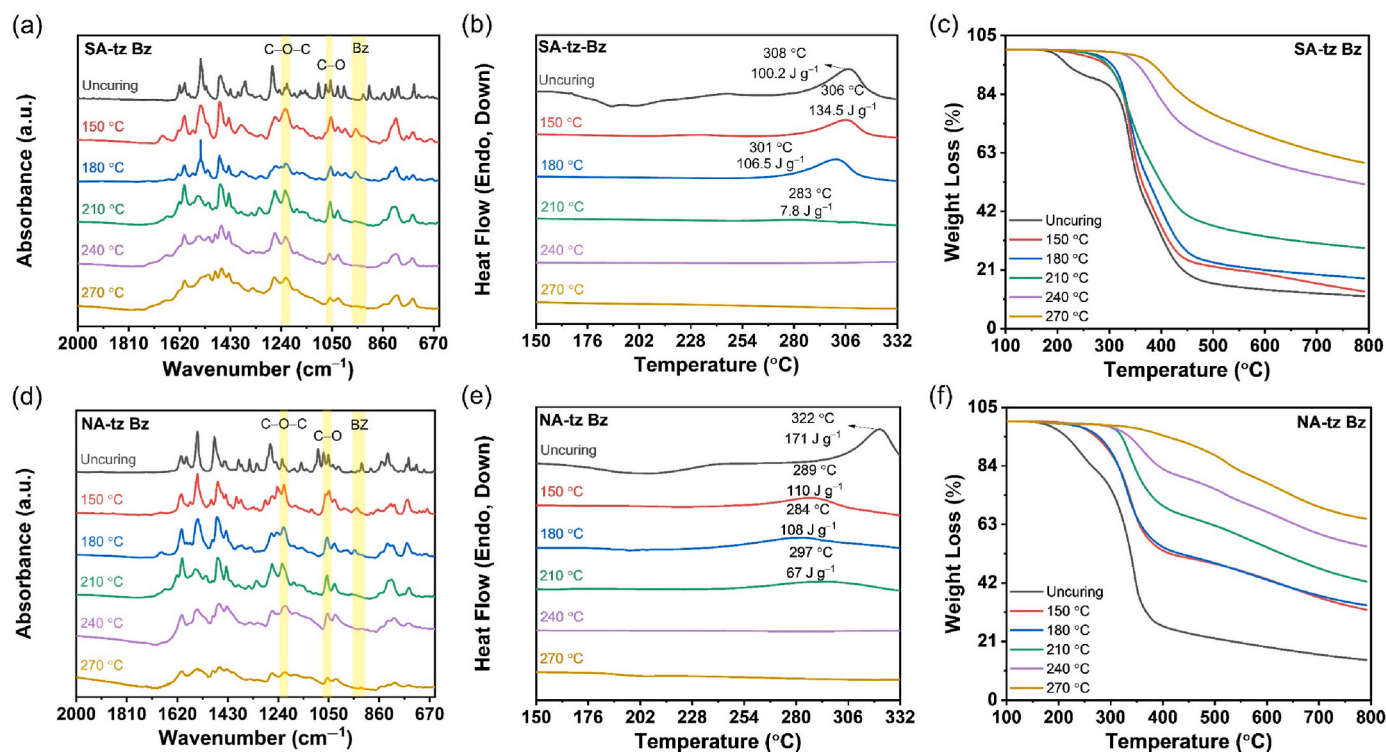 (a)
SA-tz Bz
C–O–C
Bz
C–O
Uncuring
150 °C
180 °C
210 °C
240 °C
270 °C
Absorbance (a.u.)
2000 1810 1620 1430 1240 1050 860 670
Wavenumber (cm⁻¹)
(b)
SA-tz-Bz
Uncuring
308 °C
100.2 J g⁻¹
306 °C
134.5 J g⁻¹
150 °C
301 °C
106.5 J g⁻¹
180 °C
283 °C
7.8 J g⁻¹
210 °C
240 °C
270 °C
Heat Flow (Endo, Down)
150 176 202 228 254 280 306 332
Temperature (°C)
(c)
SA-tz Bz
105
84
63
42
21
0
Weight Loss (%)
Uncuring
150 °C
180 °C
210 °C
240 °C
270 °C
100 200 300 400 500 600 700 800
Temperature (°C)
(d)
NA-tz Bz
C–O–C
C–O
BZ
Uncuring
150 °C
180 °C
210 °C
240 °C
270 °C
Absorbance (a.u.)
2000 1810 1620 1430 1240 1050 860 670
Wavenumber (cm⁻¹)
(e)
NA-tz Bz
Uncuring
322 °C
171 J g⁻¹
289 °C
150 °C
110 J g⁻¹
284 °C
180 °C
108 J g⁻¹
297 °C
210 °C
67 J g⁻¹
240 °C
270 °C
Heat Flow (Endo, Down)
150 176 202 228 254 280 306 332
Temperature (°C)
(f)
NA-tz Bz
105
84
63
42
21
0
Weight Loss (%)
Uncuring
150 °C
180 °C
210 °C
240 °C
270 °C
100 200 300 400 500 600 700 800
Temperature (°C)